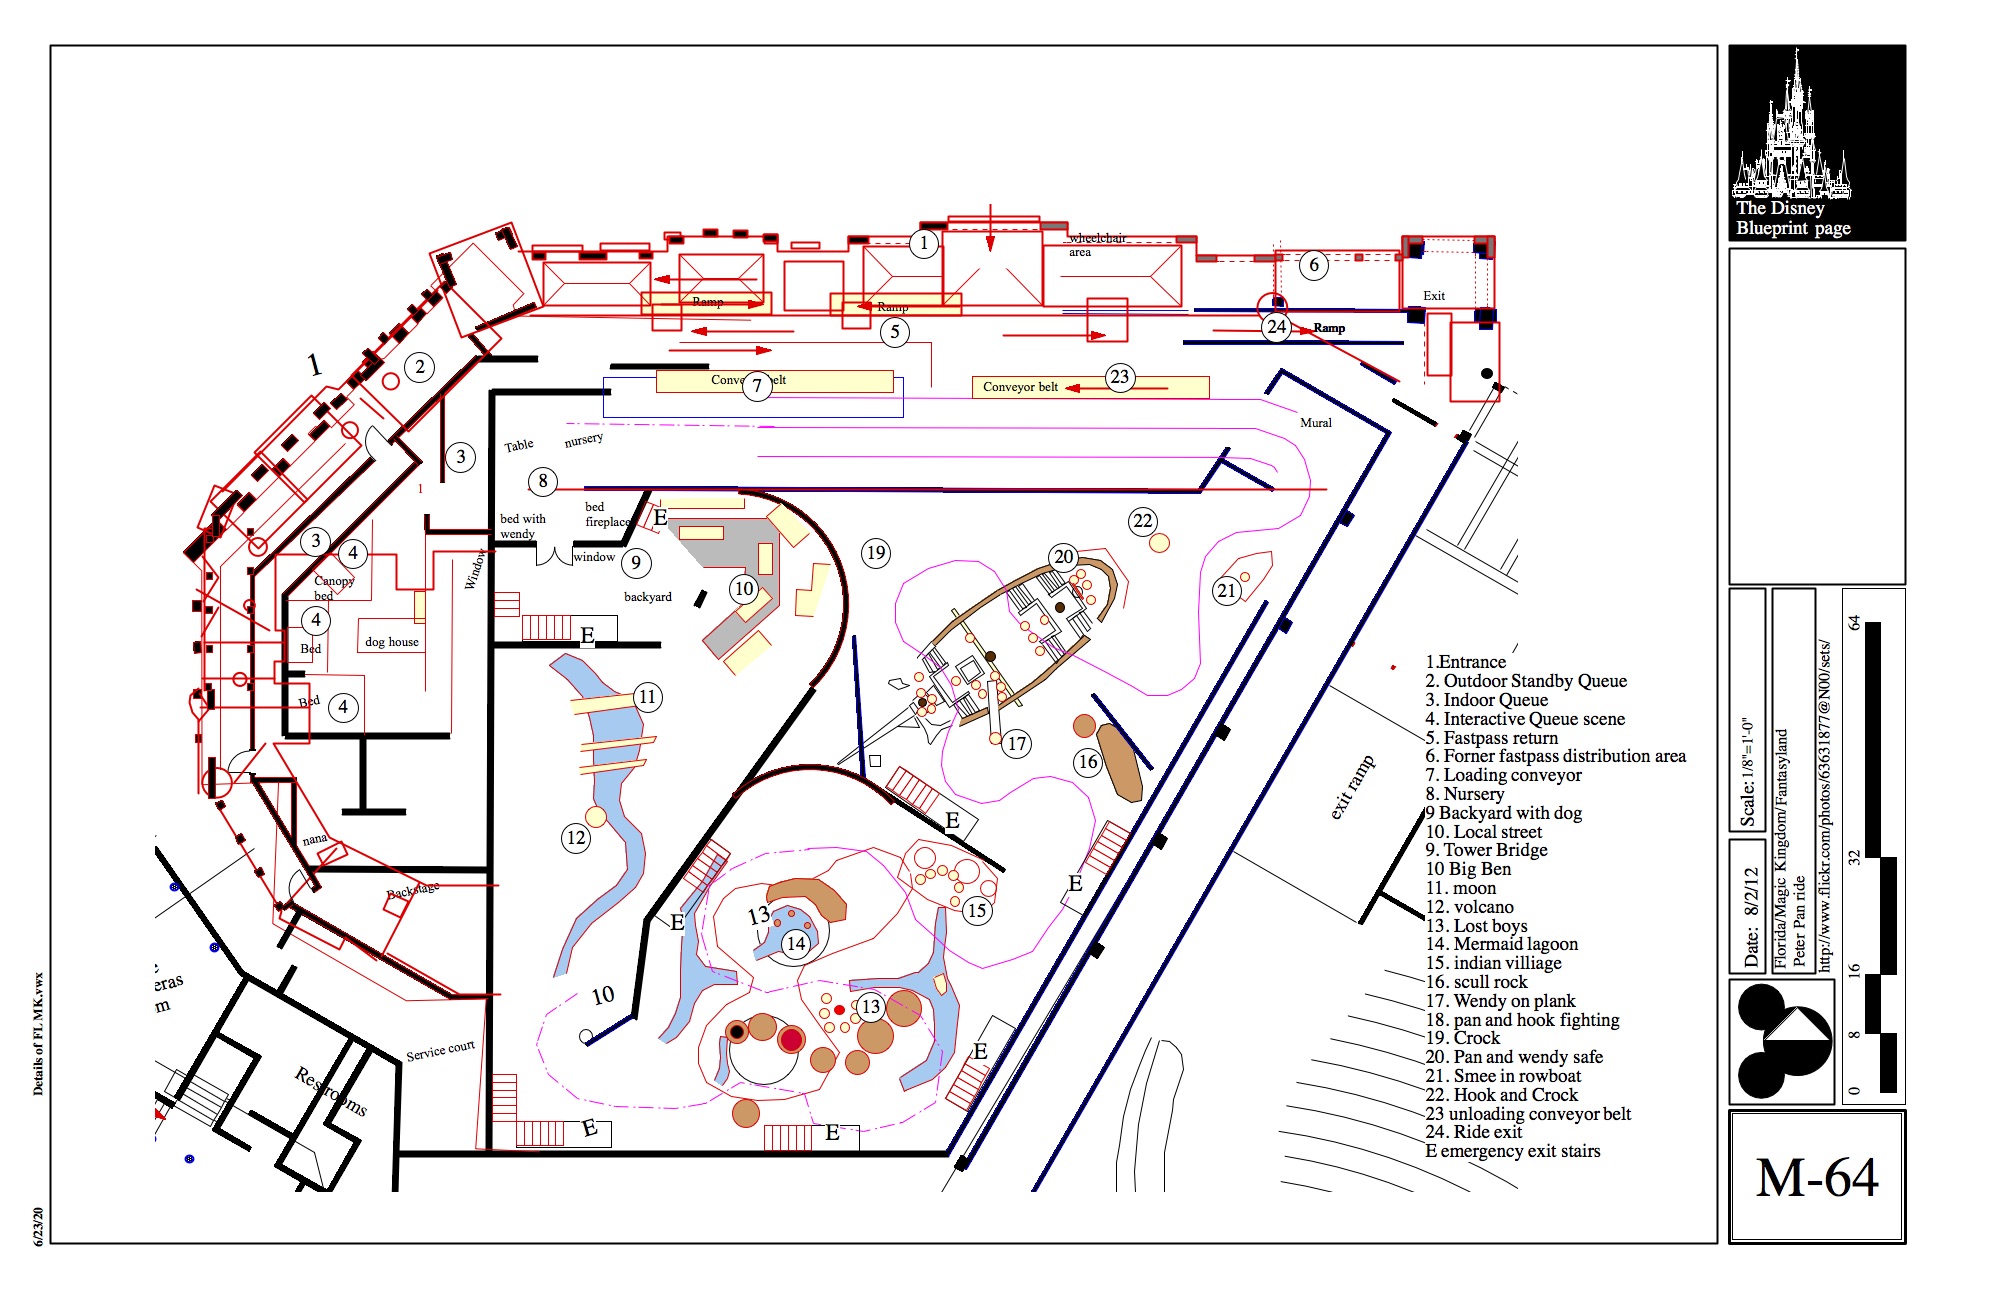 The Disney
Blueprint page
1
wheelchair
area
6
Exit
Ramp
Ramp
5
24
Ramp
1
2
Conveyor belt
7
Conveyor belt
23
Mural
Table
nursery
3
8
1
bed with
wendy
bed
fireplace
E
22
19
3
4
Window
window
9
20
Canopy
bed
10
21
backyard
4
E
dog house
Bed
11
Bed
4
17
16
12
E
nana
exit ramp
Backstage
E
E
13
15
14
10
13
eras
m
Service court
E
Restrooms
E
E
1.Entrance
2. Outdoor Standby Queue
3. Indoor Queue
4. Interactive Queue scene
5. Fastpass return
6. Forner fastpass distribution area
7. Loading conveyor
8. Nursery
9 Backyard with dog
10. Local street
9. Tower Bridge
10 Big Ben
11. moon
12. volcano
13. Lost boys
14. Mermaid lagoon
15. indian villiage
16. scull rock
17. Wendy on plank
18. pan and hook fighting
19. Crock
20. Pan and wendy safe
21. Smee in rowboat
22. Hook and Crock
23 unloading conveyor belt
24. Ride exit
E emergency exit stairs
Scale: 1/8"=1'-0"
Date: 8/2/12
Florida/Magic Kingdom/Fantasyland
Peter Pan ride
http://www.flickr.com/photos/63631877@N00/sets/
64
32
16
8
0
M-64
Details of FL MK.vwx
6/23/20